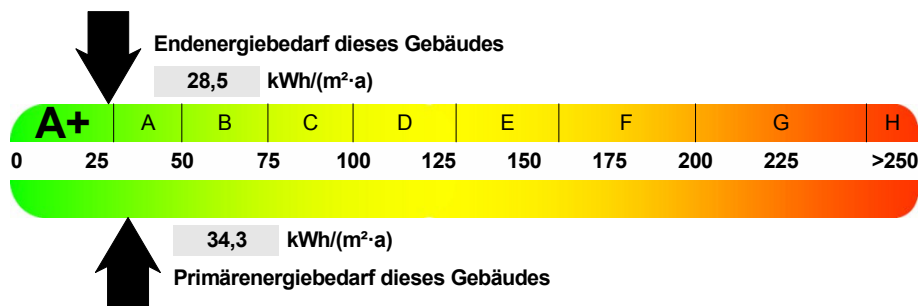 Endenergiebedarf dieses Gebäudes
28,5 kWh/(m²·a)
A+ A B C D E F G H
0 25 50 75 100 125 150 175 200 225 >250
34,3 kWh/(m²·a)
Primärenergiebedarf dieses Gebäudes